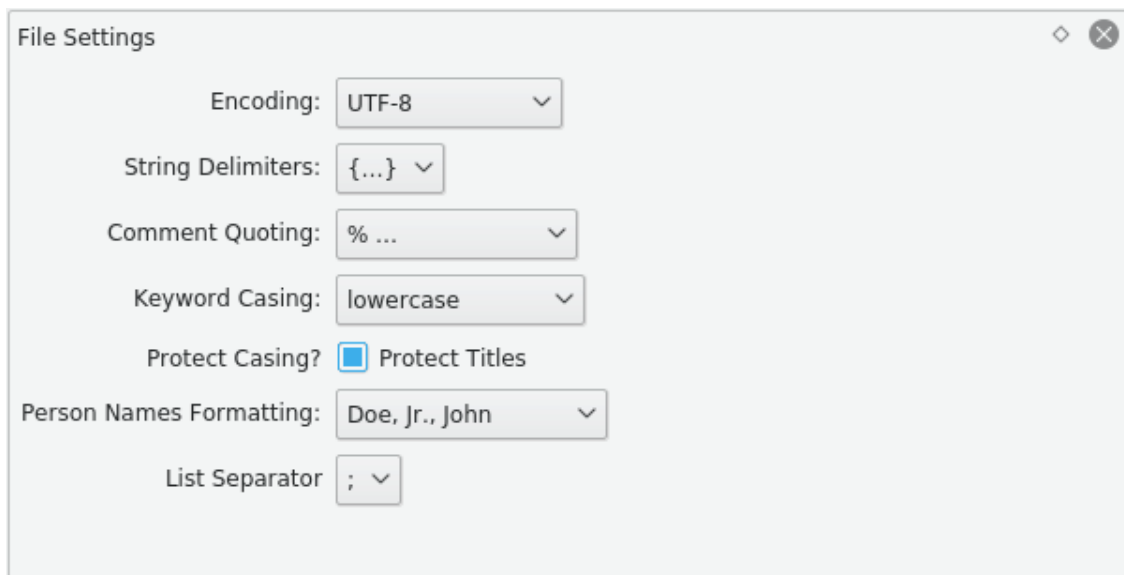 File Settings
Encoding: UTF-8
String Delimiters: {...}
Comment Quoting: % ...
Keyword Casing: lowercase
Protect Casing? Protect Titles
Person Names Formatting: Doe, Jr., John
List Separator ;